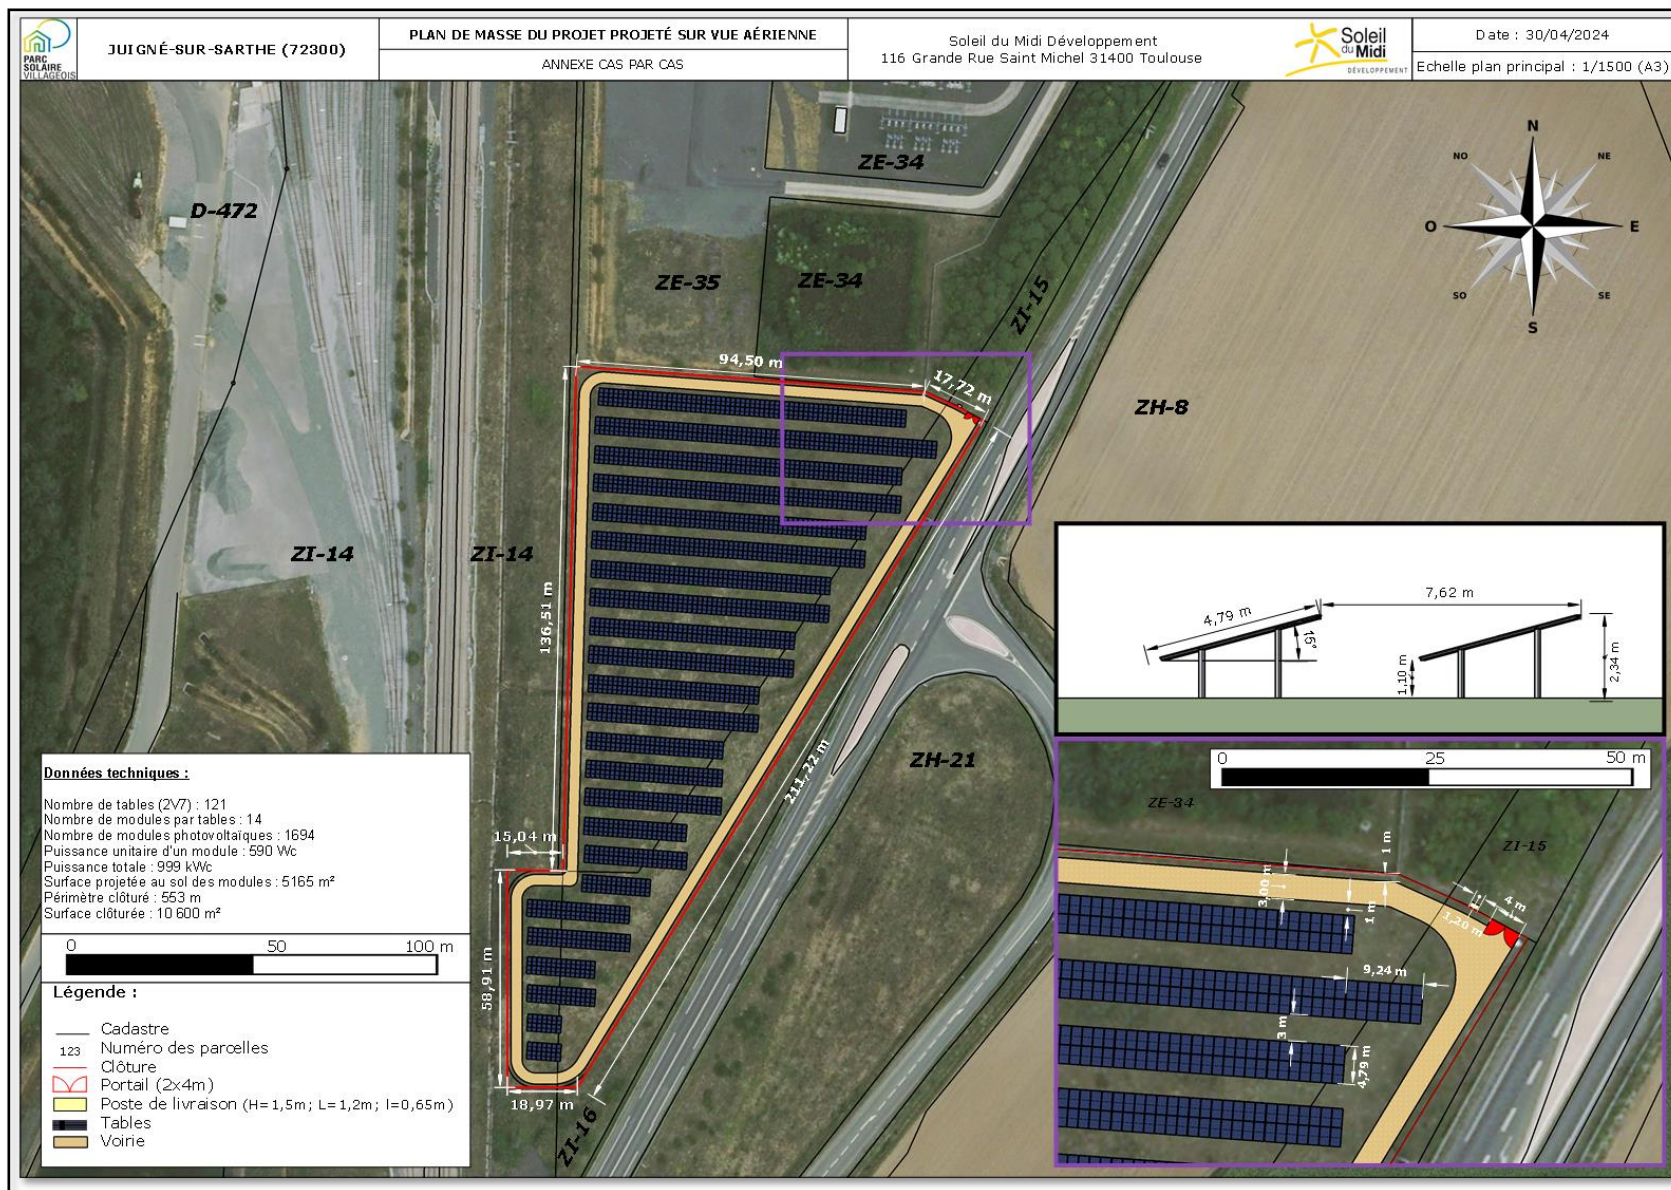 PARC
SOLAIRE
VILLAGEOIS
JUIGNÉ-SUR-SARTHE (72300)
PLAN DE MASSE DU PROJET PROJETÉ SUR VUE AÉRIENNE
ANNEXE CAS PAR CAS
Soleil du Midi Développement
116 Grande Rue Saint Michel 31400 Toulouse
Soleil
du Midi
DÉVELOPPEMENT
Date : 30/04/2024
Echelle plan principal : 1/1500 (A3)
N
NO
NE
O
E
SO
SE
S
ZE-34
D-472
ZE-35
ZE-34
ZI-15
94,50 m
17,72 m
ZH-8
ZI-14
ZI-14
136,51 m
211,22 m
ZH-21
15,04 m
58,91 m
18,97 m
ZI-16
4,79 m
15°
7,62 m
1,10 m
2,34 m
0
25
50 m
ZE-34
ZI-15
1 m
3,00 m
1 m
1,20 m
4 m
9,24 m
3 m
4,79 m
Données techniques :
Nombre de tables (2V7) : 121
Nombre de modules par tables : 14
Nombre de modules photovoltaïques : 1694
Puissance unitaire d'un module : 590 Wc
Puissance totale : 999 kWc
Surface projetée au sol des modules : 5165 m²
Périmètre clôturé : 553 m
Surface clôturée : 10 600 m²
0
50
100 m
Légende :
Cadastre
123 Numéro des parcelles
Clôture
Portail (2x4m)
Poste de livraison (H=1,5m; L=1,2m; l=0,65m)
Tables
Voirie